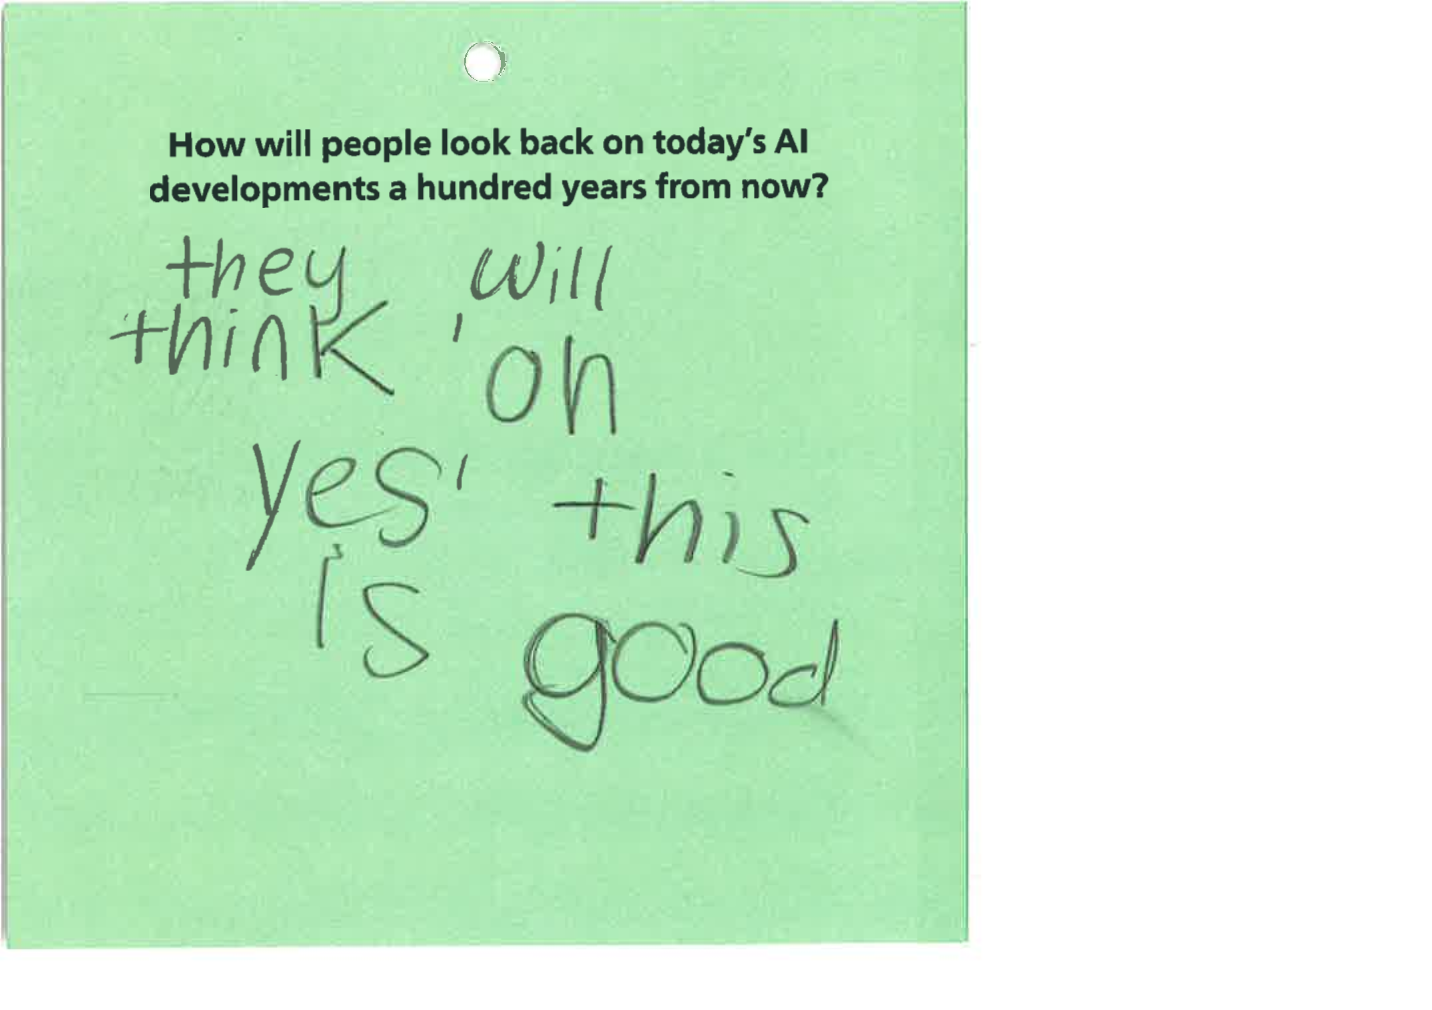 How will people look back on today's AI
developments a hundred years from now?
they will
think 'oh
yes' this
is good